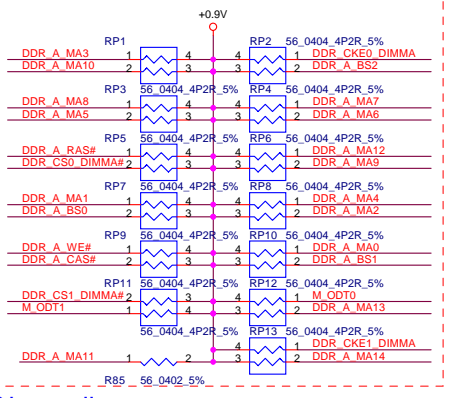 +0.9V
RP1 RP2 56_0404_4P2R_5%
DDR_A_MA3 1 4 4 1 DDR_CKE0_DIMMA
DDR_A_MA10 2 3 3 2 DDR_A_BS2
RP3 56_0404_4P2R_5% RP4 56_0404_4P2R_5%
DDR_A_MA8 1 4 4 1 DDR_A_MA7
DDR_A_MA5 2 3 3 2 DDR_A_MA6
RP5 56_0404_4P2R_5% RP6 56_0404_4P2R_5%
DDR_A_RAS# 1 4 4 1 DDR_A_MA12
DDR_CS0_DIMMA# 2 3 3 2 DDR_A_MA9
RP7 56_0404_4P2R_5% RP8 56_0404_4P2R_5%
DDR_A_MA1 1 4 4 1 DDR_A_MA4
DDR_A_BS0 2 3 3 2 DDR_A_MA2
RP9 56_0404_4P2R_5% RP10 56_0404_4P2R_5%
DDR_A_WE# 1 4 4 1 DDR_A_MA0
DDR_A_CAS# 2 3 3 2 DDR_A_BS1
RP11 56_0404_4P2R_5% RP12 56_0404_4P2R_5%
DDR_CS1_DIMMA# 2 3 4 1 M_ODT0
M_ODT1 1 4 3 2 DDR_A_MA13
56_0404_4P2R_5% RP13 56_0404_4P2R_5%
4 1 DDR_CKE1_DIMMA
DDR_A_MA11 1 2 3 2 DDR_A_MA14
R85 56_0402_5%